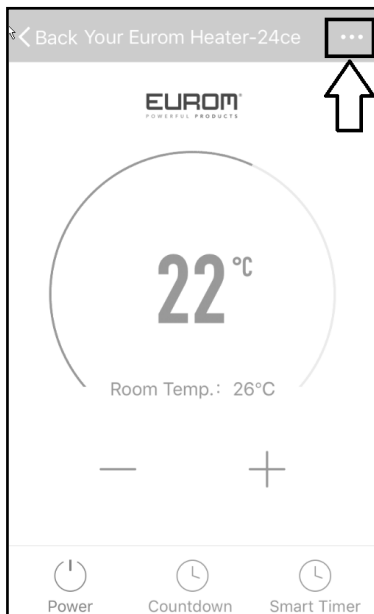 Back Your Eurom Heater-24ce ...
EUROM
POWERFUL PRODUCTS
22 °C
Room Temp.: 26°C
Power Countdown Smart Timer